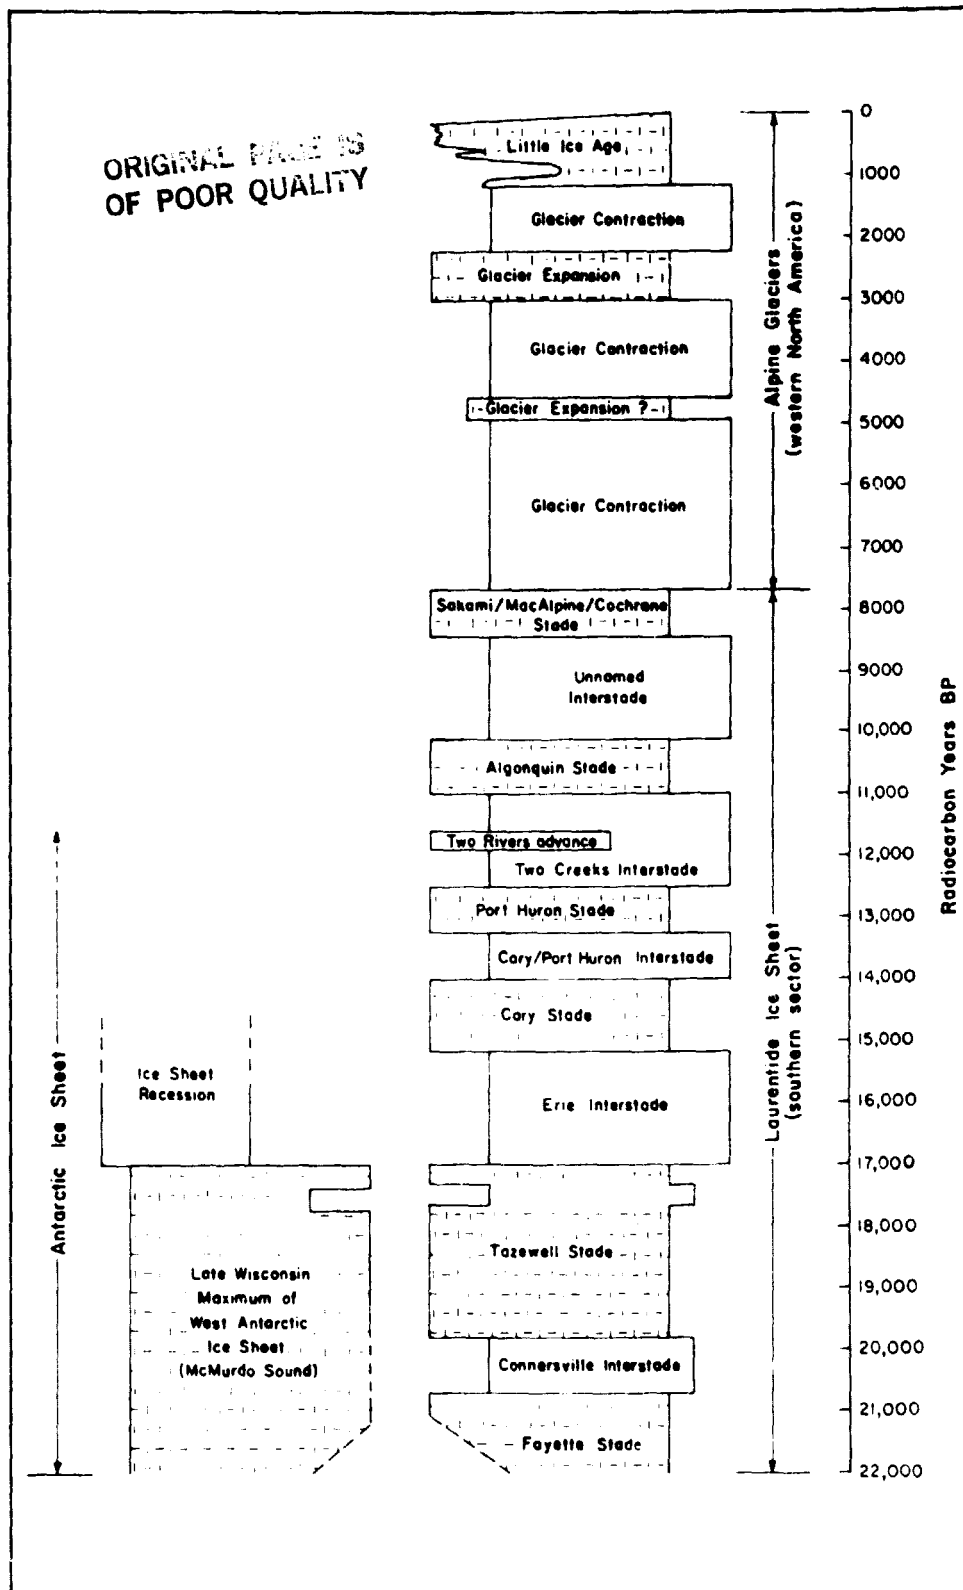 ORIGINAL PAGE IS
OF POOR QUALITY
Little Ice Age
Glacier Contraction
Glacier Expansion
Glacier Contraction
Glacier Expansion ?
Glacier Contraction
Sakami/MacAlpine/Cochrane
Stade
Unnamed
Interstade
Algonquin Stade
Two Rivers advance
Two Creeks Interstade
Port Huron Stade
Cary/Port Huron Interstade
Cary Stade
Erie Interstade
Tazewell Stade
Connersville Interstade
Fayette Stade
Ice Sheet
Recession
Late Wisconsin
Maximum of
West Antarctic
Ice Sheet
(McMurdo Sound)
Antarctic Ice Sheet
Alpine Glaciers
(western North America)
Laurentide Ice Sheet
(southern sector)
0
1000
2000
3000
4000
5000
6000
7000
8000
9000
10,000
11,000
12,000
13,000
14,000
15,000
16,000
17,000
18,000
19,000
20,000
21,000
22,000
Radiocarbon Years BP